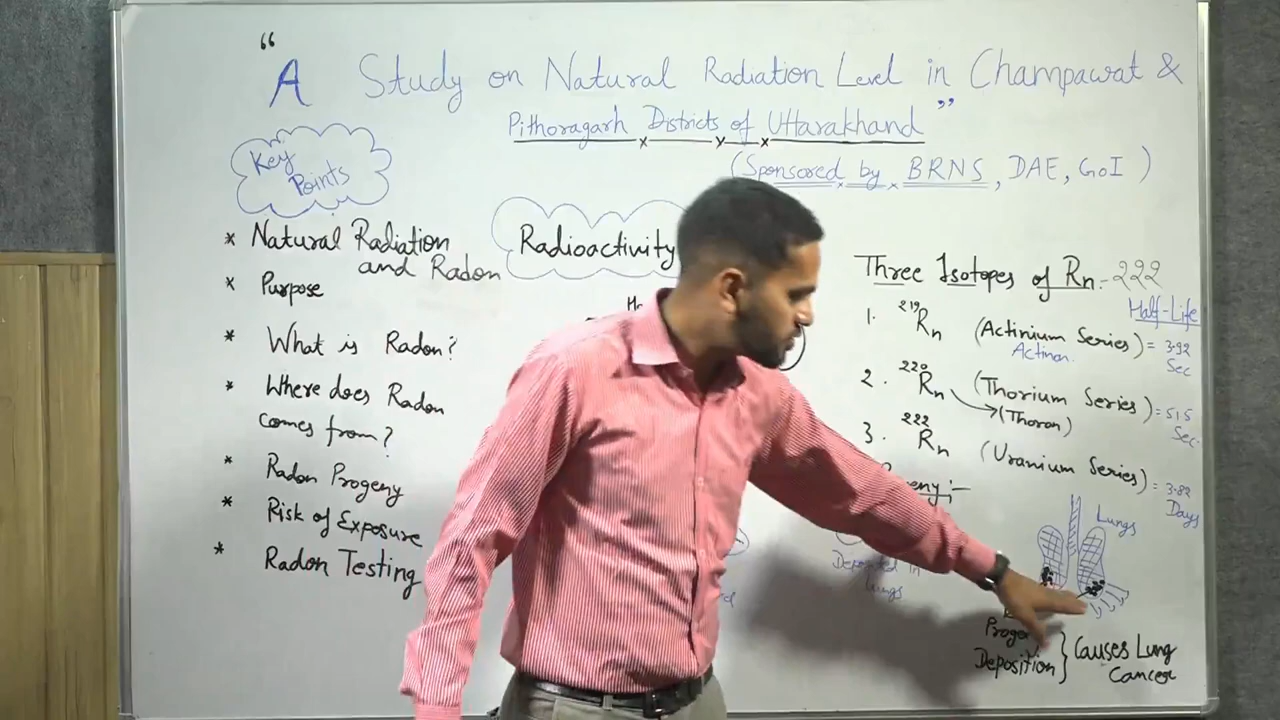 “A Study on Natural Radiation Level in Champawat &
Pithoragarh Districts of Uttarakhand”
(Sponsored by BRNS, DAE, GoI)
Key
Points
* Natural Radiation
and Radon
* Purpose
* What is Radon?
* Where does Radon
comes from?
* Radon Progeny
* Risk of Exposure
* Radon Testing
Radioactivity
Three Isotopes of Rn-222
Half-Life
1. 219Rn (Actinium Series) = 3.92
Actinon.
Sec
2. 220Rn (Thorium Series) = 51.5
(Thoron)
Sec.
3. 222Rn (Uranium Series) = 3.82
Days
Lungs
Deposited in
lungs
Deposition } Causes Lung
Cancer